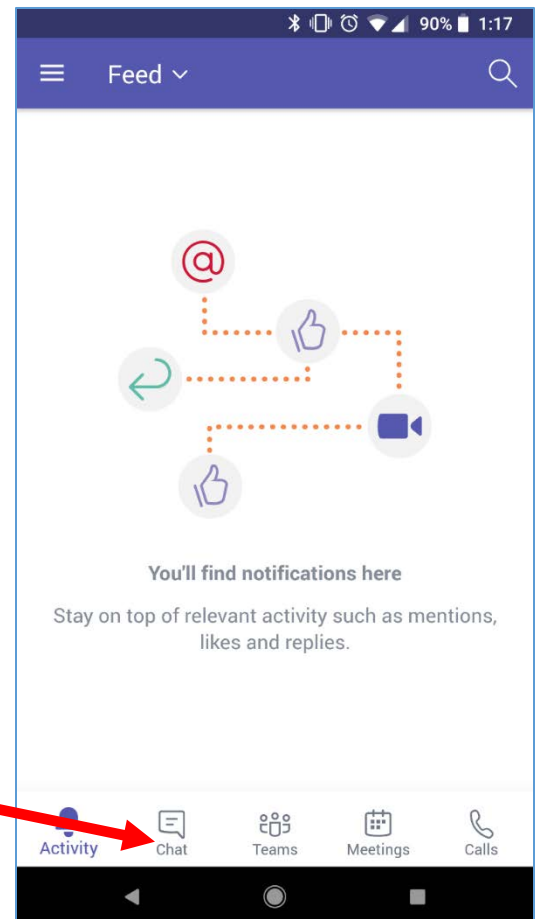 90% 1:17
Feed
@
You'll find notifications here
Stay on top of relevant activity such as mentions,
likes and replies.
Activity Chat Teams Meetings Calls